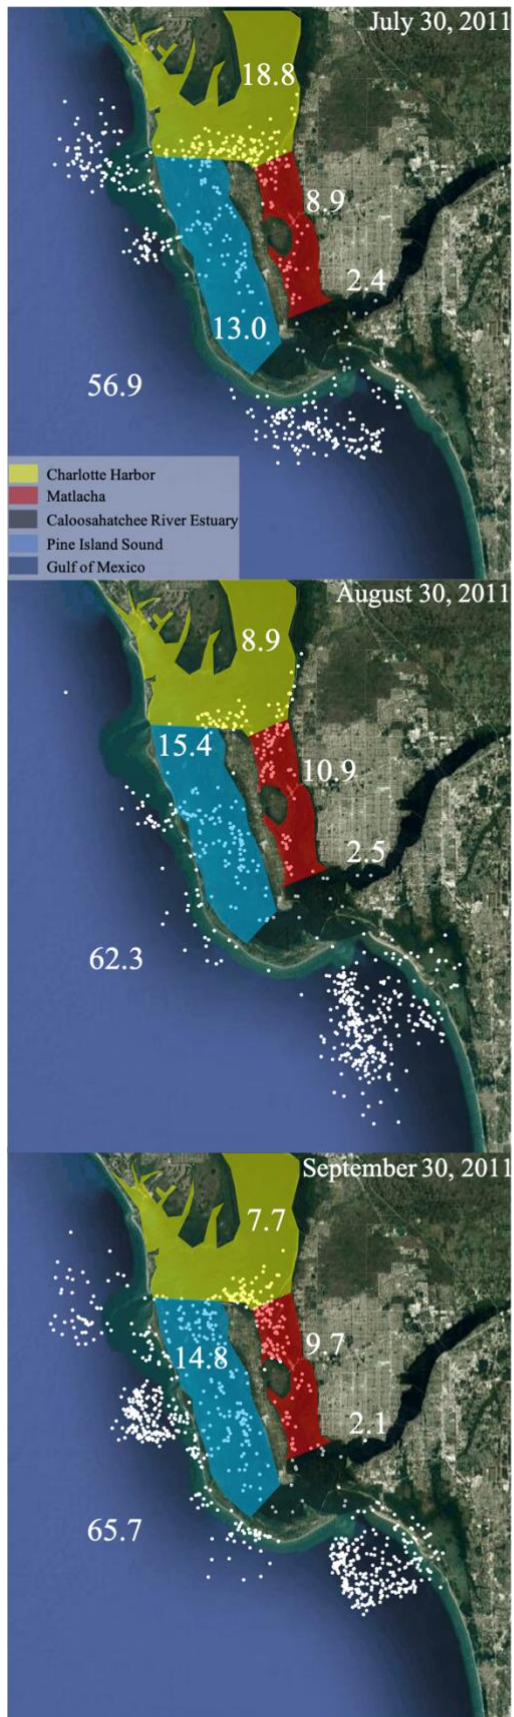 July 30, 2011
18.8
8.9
2.4
13.0
56.9
Charlotte Harbor
Matlacha
Caloosahatchee River Estuary
Pine Island Sound
Gulf of Mexico
August 30, 2011
8.9
15.4
10.9
2.5
62.3
September 30, 2011
7.7
9.7
14.8
2.1
65.7